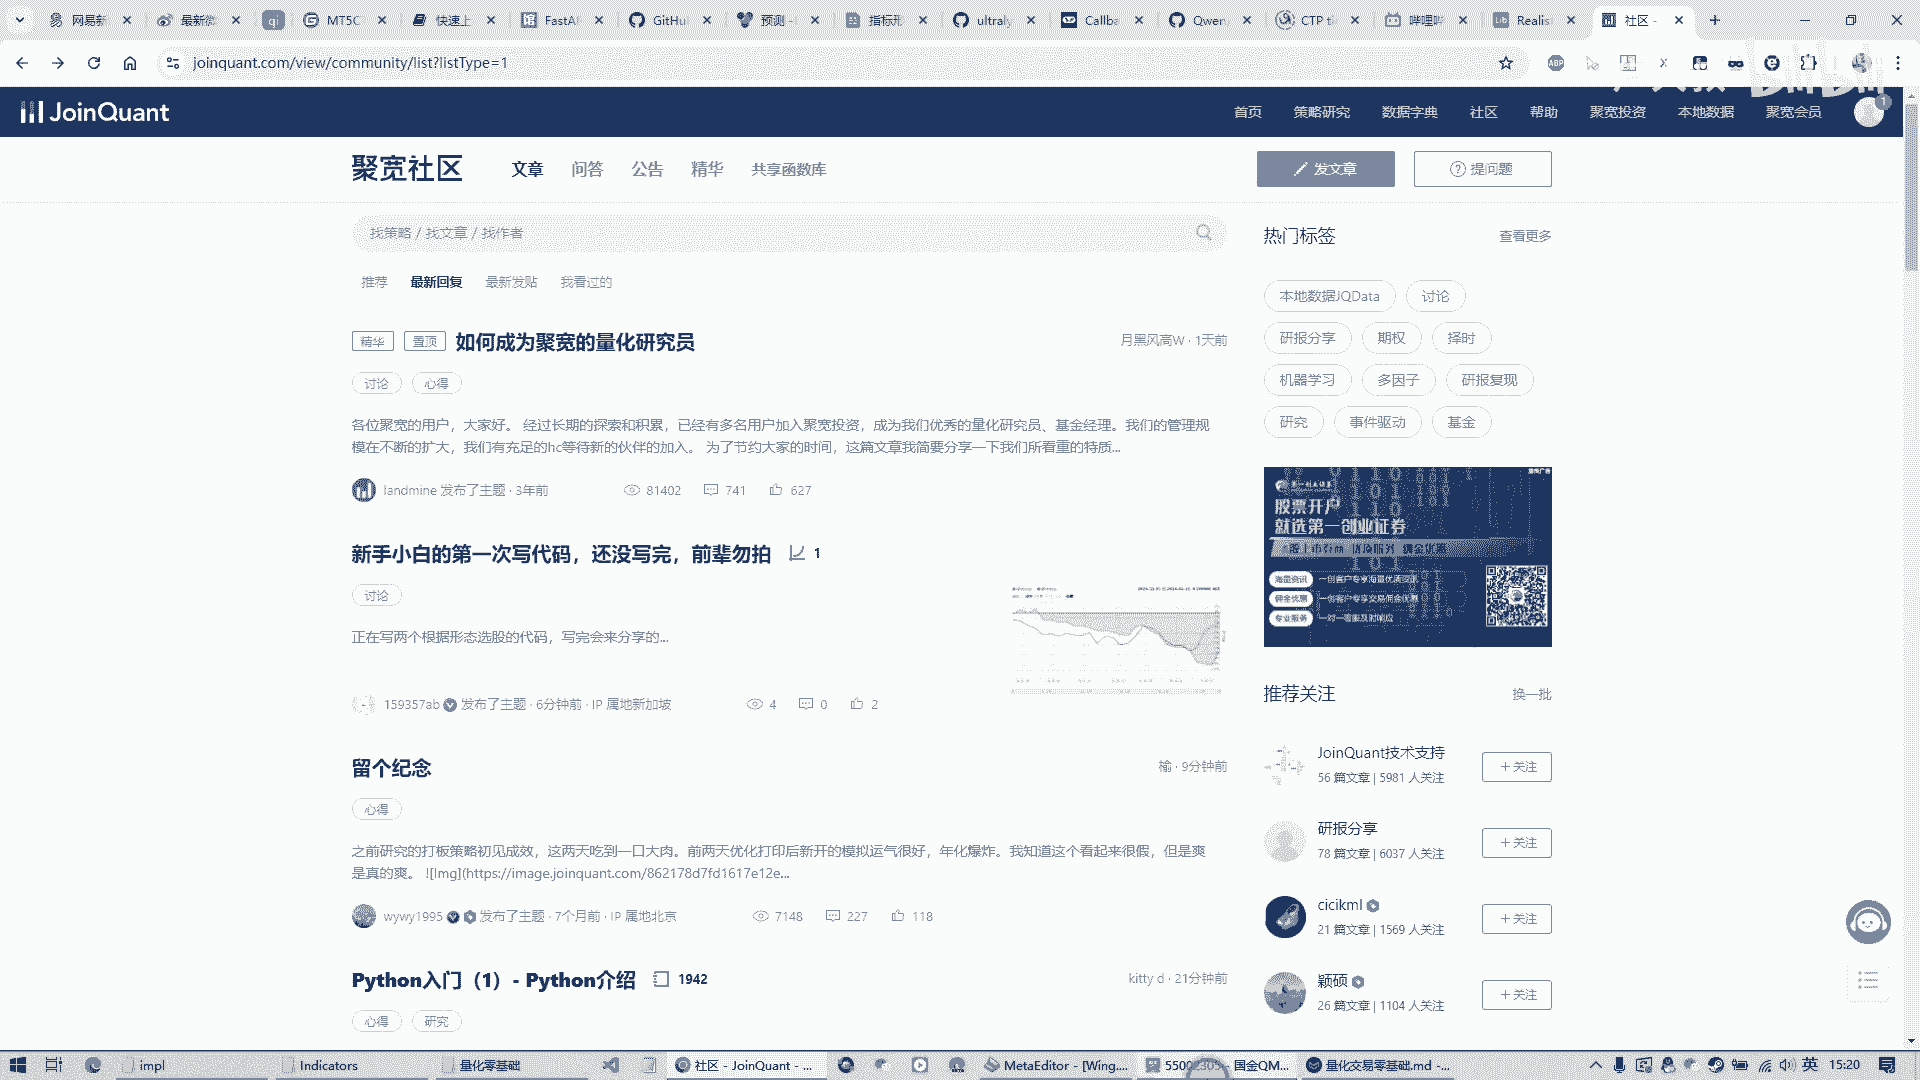 网易新
最新微
qi
MT5C
快速上
FastAF
GitHul
预测 -
指标形
ultraly
Callba
Qwen
CTP ti
哔哩哔
Realis
社区 -
joinquant.com/view/community/list?listType=1
ABP
bilibili
JoinQuant
首页
策略研究
数据字典
社区
帮助
聚宽投资
本地数据
聚宽会员
1
聚宽社区
文章
问答
公告
精华
共享函数库
发文章
提问题
找策略 / 找文章 / 找作者
推荐
最新回复
最新发贴
我看过的
精华
置顶
如何成为聚宽的量化研究员
月黑风高W · 1天前
讨论
心得
各位聚宽的用户，大家好。 经过长期的探索和积累，已经有多名用户加入聚宽投资，成为我们优秀的量化研究员、基金经理。我们的管理规
模在不断的扩大，我们有充足的hc等待新的伙伴的加入。 为了节约大家的时间，这篇文章我简要分享一下我们所看重的特质...
landmine 发布了主题 · 3年前
81402
741
627
新手小白的第一次写代码，还没写完，前辈勿拍
1
讨论
正在写两个根据形态选股的代码，写完会来分享的...
159357ab 发布了主题 · 6分钟前 · IP 属地新加坡
4
0
2
留个纪念
榆 · 9分钟前
心得
之前研究的打板策略初见成效，这两天吃到一口大肉。前两天优化打印后新开的模拟运气很好，年化爆炸。我知道这个看起来很假，但是爽
是真的爽。 ![Img](https://image.joinquant.com/862178d7fd1617e12e...
wywy1995 发布了主题 · 7个月前 · IP 属地北京
7148
227
118
Python入门（1）- Python介绍
1942
kitty d · 21分钟前
心得
研究
热门标签
查看更多
本地数据JQData
讨论
研报分享
期权
择时
机器学习
多因子
研报复现
研究
事件驱动
基金
股票开户
就选第一创业证券
海量资讯
佣金优惠
专业服务
推荐关注
换一批
JoinQuant技术支持
56 篇文章 | 5981 人关注
＋关注
研报分享
78 篇文章 | 6037 人关注
＋关注
cicikml
21 篇文章 | 1569 人关注
＋关注
颖硕
26 篇文章 | 1104 人关注
＋关注
impl
Indicators
量化零基础
社区 - JoinQuant - ...
MetaEditor - [Wing....
国金QM...
量化交易零基础.md -...
英
15:20